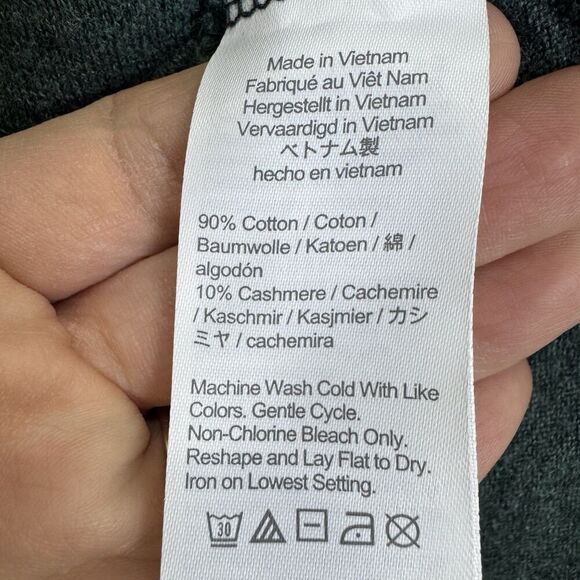 Made in Vietnam
Fabriqué au Viêt Nam
Hergestellt in Vietnam
Vervaardigd in Vietnam
ベトナム製
hecho en vietnam
90% Cotton / Coton /
Baumwolle / Katoen / 綿 /
algodón
10% Cashmere / Cachemire
/ Kaschmir / Kasjmier / カシ
ミヤ / cachemira
Machine Wash Cold With Like
Colors. Gentle Cycle.
Non-Chlorine Bleach Only.
Reshape and Lay Flat to Dry.
Iron on Lowest Setting.
30